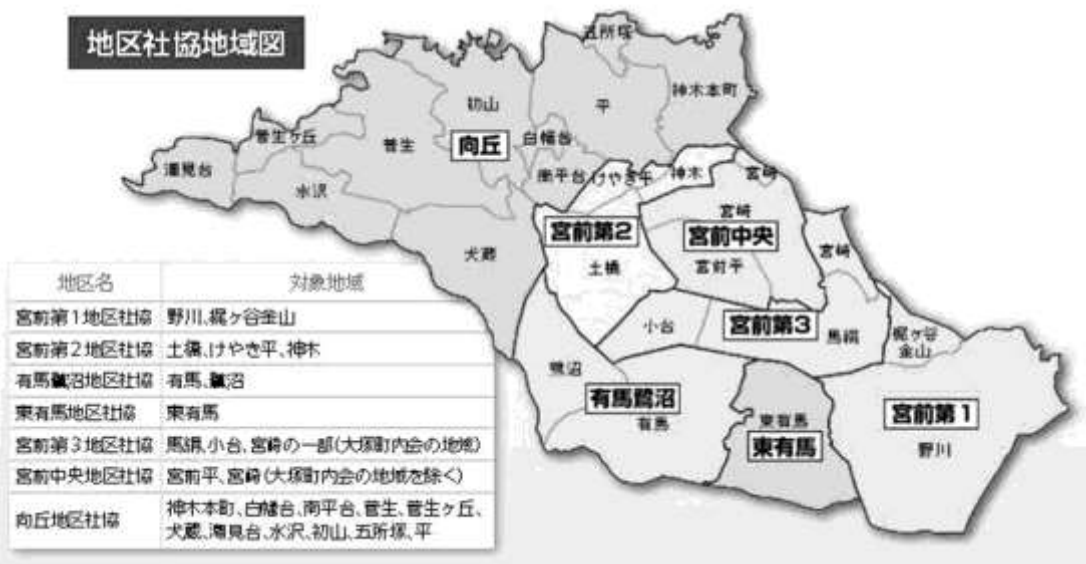 地区社協地域図
五所塚
神木本町
初山
平
菅生ヶ丘
菅生
向丘
白幡台
潮見台
水沢
南平台
けやき平
神木
宮崎
犬蔵
宮前第2
宮崎
宮前中央
宮崎
土橋
宮前平
小台
宮前第3
馬絹
梶ヶ谷
金山
鷺沼
有馬鷺沼
有馬
東有馬
東有馬
宮前第1
野川
地区名 対象地域
宮前第1地区社協 野川、梶ヶ谷金山
宮前第2地区社協 土橋、けやき平、神木
有馬鷺沼地区社協 有馬、鷺沼
東有馬地区社協 東有馬
宮前第3地区社協 馬絹、小台、宮崎の一部(大塚町内会の地域)
宮前中央地区社協 宮前平、宮崎(大塚町内会の地域を除く)
向丘地区社協 神木本町、白幡台、南平台、菅生、菅生ヶ丘、
犬蔵、潮見台、水沢、初山、五所塚、平